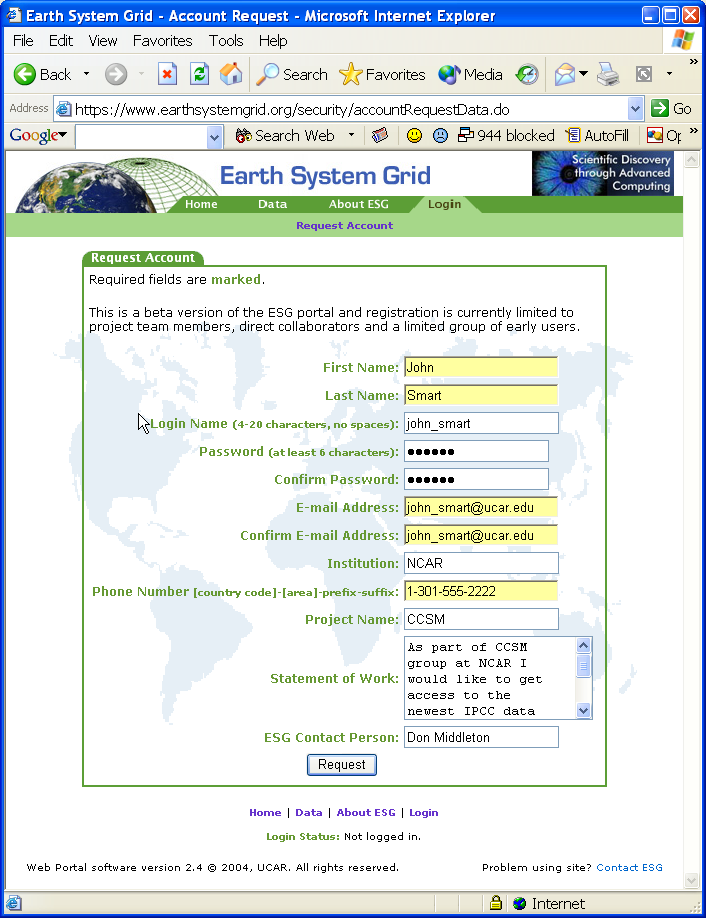 Earth System Grid - Account Request - Microsoft Internet Explorer
File Edit View Favorites Tools Help
Back Search Favorites Media »
Address https://www.earthsystemgrid.org/security/accountRequestData.do Go
Google Search Web 944 blocked AutoFill »
Earth System Grid
Scientific Discovery
through Advanced
Computing
Home Data About ESG Login
Request Account
Request Account
Required fields are marked.
This is a beta version of the ESG portal and registration is currently limited to
project team members, direct collaborators and a limited group of early users.
First Name: John
Last Name: Smart
Login Name (4-20 characters, no spaces): john_smart
Password (at least 6 characters): ••••••
Confirm Password: ••••••
E-mail Address: john_smart@ucar.edu
Confirm E-mail Address: john_smart@ucar.edu
Institution: NCAR
Phone Number [country code]-[area]-prefix-suffix: 1-301-555-2222
Project Name: CCSM
Statement of Work:
As part of CCSM
group at NCAR I
would like to get
access to the
newest IPCC data
ESG Contact Person: Don Middleton
Request
Home | Data | About ESG | Login
Login Status: Not logged in.
Web Portal software version 2.4 © 2004, UCAR. All rights reserved. Problem using site? Contact ESG
Internet